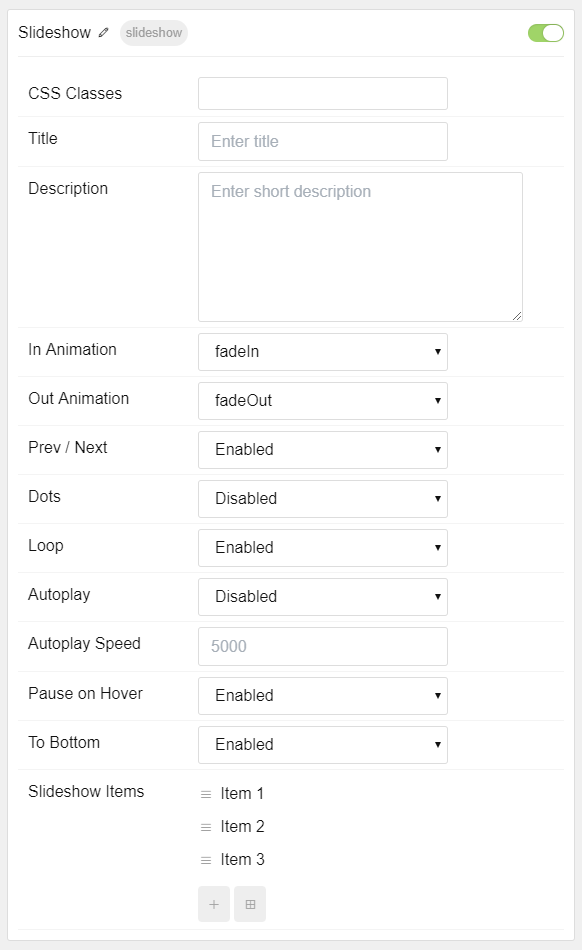 Slideshow slideshow
CSS Classes
Title Enter title
Description Enter short description
In Animation fadeIn
Out Animation fadeOut
Prev / Next Enabled
Dots Disabled
Loop Enabled
Autoplay Disabled
Autoplay Speed 5000
Pause on Hover Enabled
To Bottom Enabled
Slideshow Items Item 1
Item 2
Item 3